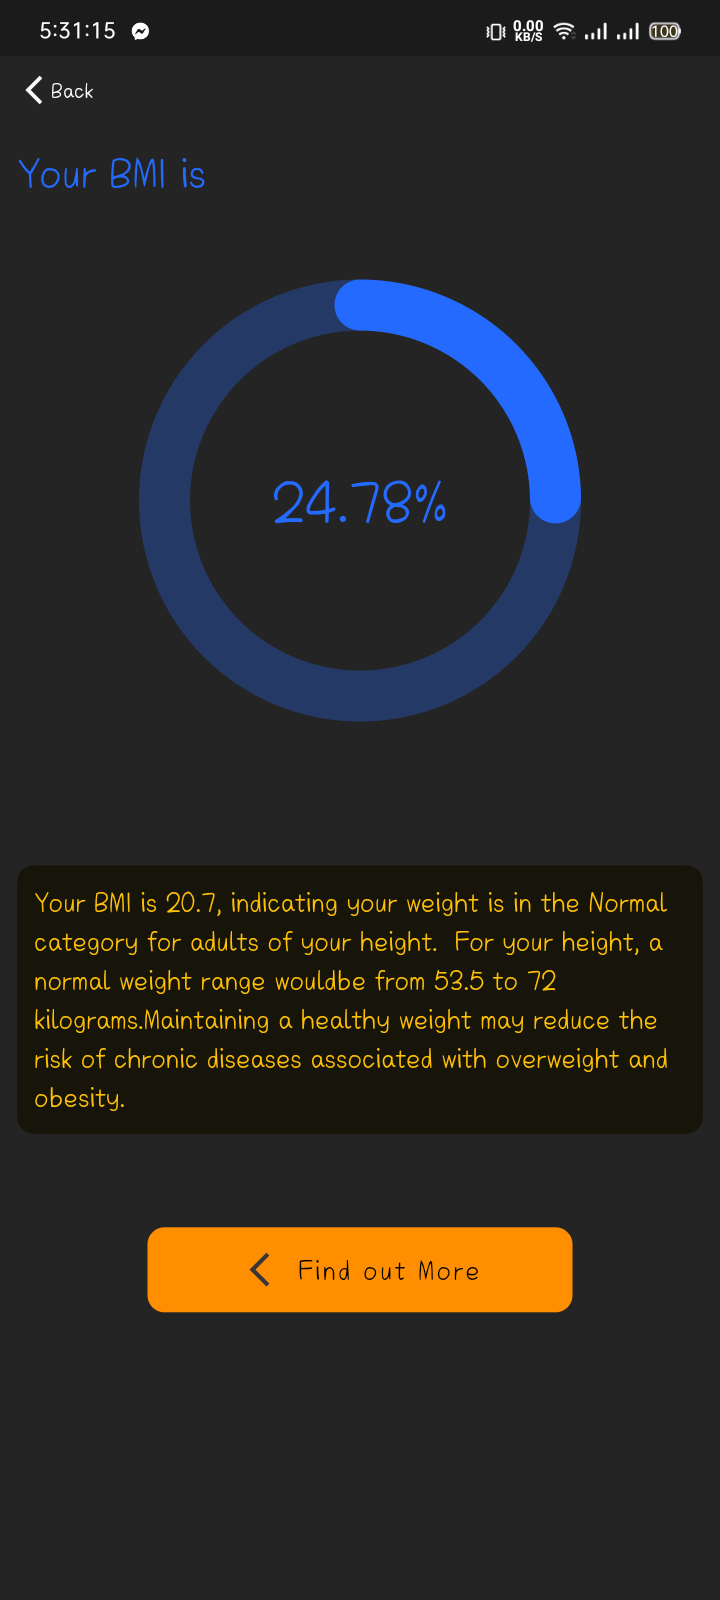 5:31:15 0.00 KB/S 100
Back
Your BMI is
24.78%
Your BMI is 20.7, indicating your weight is in the Normal
category for adults of your height.  For your height, a
normal weight range wouldbe from 53.5 to 72
kilograms.Maintaining a healthy weight may reduce the
risk of chronic diseases associated with overweight and
obesity.
Find out More